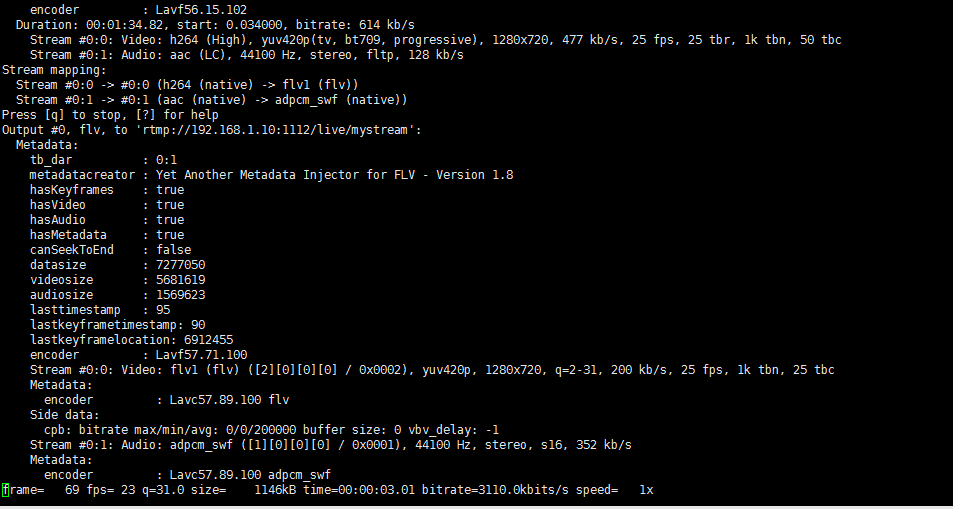 encoder : Lavf56.15.102
Duration: 00:01:34.82, start: 0.034000, bitrate: 614 kb/s
Stream #0:0: Video: h264 (High), yuv420p(tv, bt709, progressive), 1280x720, 477 kb/s, 25 fps, 25 tbr, 1k tbn, 50 tbc
Stream #0:1: Audio: aac (LC), 44100 Hz, stereo, fltp, 128 kb/s
Stream mapping:
Stream #0:0 -> #0:0 (h264 (native) -> flv1 (flv))
Stream #0:1 -> #0:1 (aac (native) -> adpcm_swf (native))
Press [q] to stop, [?] for help
Output #0, flv, to 'rtmp://192.168.1.10:1112/live/mystream':
Metadata:
tb_dar : 0:1
metadatacreator : Yet Another Metadata Injector for FLV - Version 1.8
hasKeyframes : true
hasVideo : true
hasAudio : true
hasMetadata : true
canSeekToEnd : false
datasize : 7277050
videosize : 5681619
audiosize : 1569623
lasttimestamp : 95
lastkeyframetimestamp: 90
lastkeyframelocation: 6912455
encoder : Lavf57.71.100
Stream #0:0: Video: flv1 (flv) ([2][0][0][0] / 0x0002), yuv420p, 1280x720, q=2-31, 200 kb/s, 25 fps, 1k tbn, 25 tbc
Metadata:
encoder : Lavc57.89.100 flv
Side data:
cpb: bitrate max/min/avg: 0/0/200000 buffer size: 0 vbv_delay: -1
Stream #0:1: Audio: adpcm_swf ([1][0][0][0] / 0x0001), 44100 Hz, stereo, s16, 352 kb/s
Metadata:
encoder : Lavc57.89.100 adpcm_swf
frame= 69 fps= 23 q=31.0 size= 1146kB time=00:00:03.01 bitrate=3110.0kbits/s speed= 1x